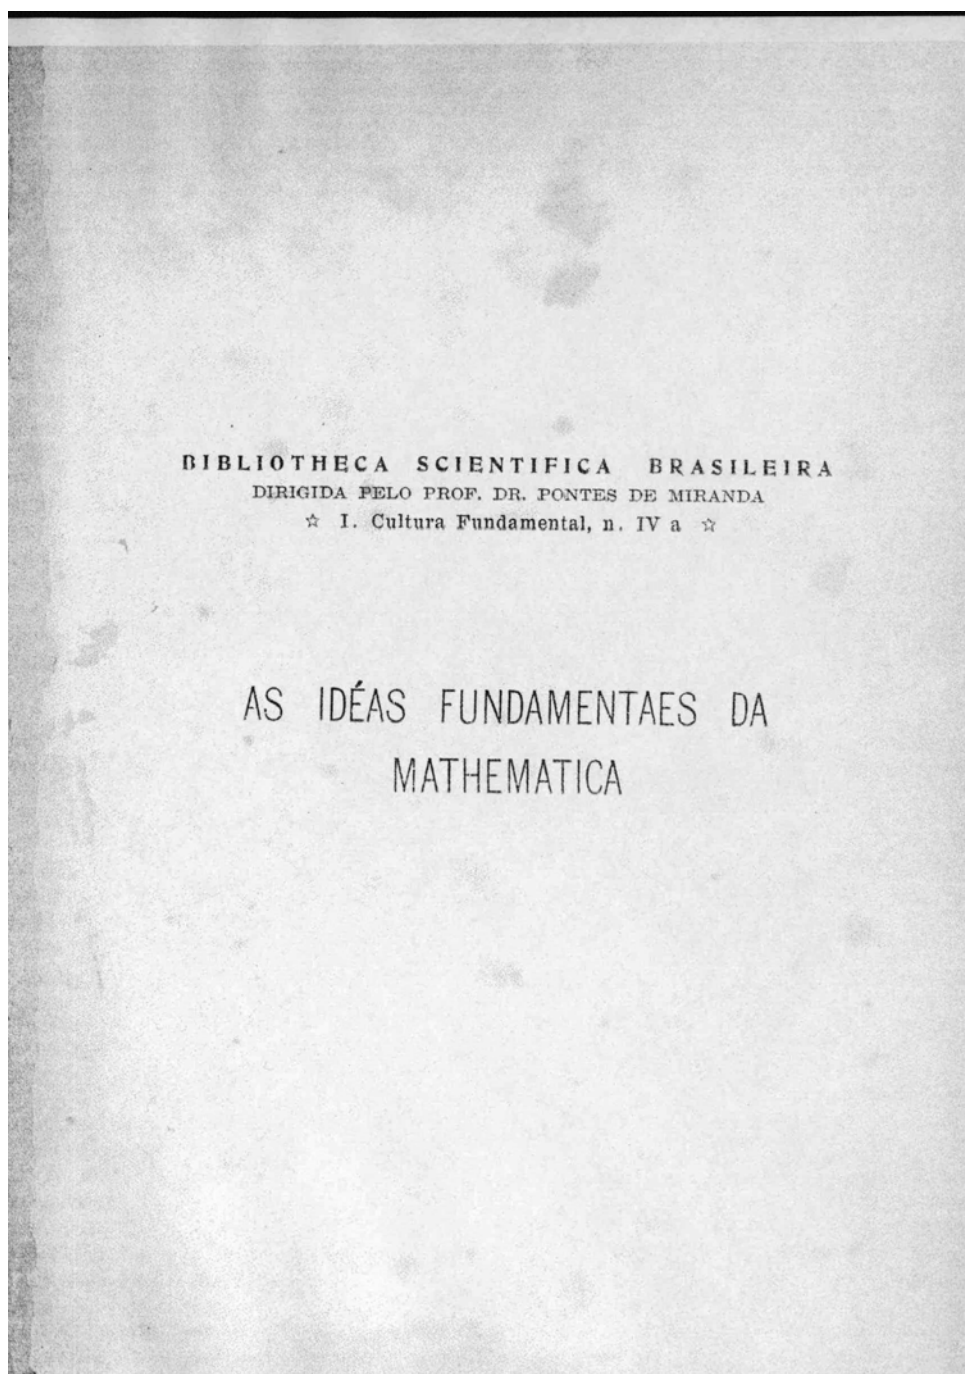 BIBLIOTHECA SCIENTIFICA BRASILEIRA
DIRIGIDA PELO PROF. DR. PONTES DE MIRANDA
☆ I. Cultura Fundamental, n. IV a ☆
AS IDÉAS FUNDAMENTAES DA
MATHEMATICA